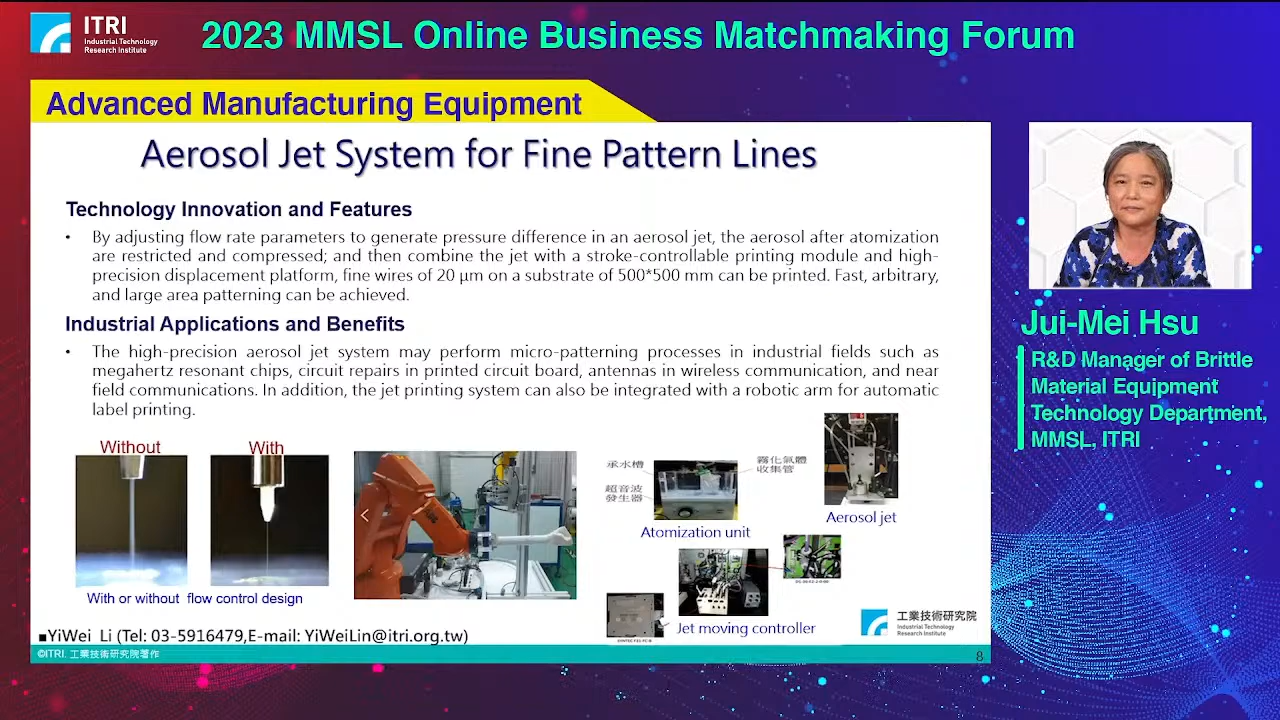 ITRI
Industrial Technology
Research Institute
2023 MMSL Online Business Matchmaking Forum
Advanced Manufacturing Equipment
Aerosol Jet System for Fine Pattern Lines
Technology Innovation and Features
• By adjusting flow rate parameters to generate pressure difference in an aerosol jet, the aerosol after atomization
are restricted and compressed; and then combine the jet with a stroke-controllable printing module and high-
precision displacement platform, fine wires of 20 μm on a substrate of 500*500 mm can be printed. Fast, arbitrary,
and large area patterning can be achieved.
Industrial Applications and Benefits
• The high-precision aerosol jet system may perform micro-patterning processes in industrial fields such as
megahertz resonant chips, circuit repairs in printed circuit board, antennas in wireless communication, and near
field communications. In addition, the jet printing system can also be integrated with a robotic arm for automatic
label printing.
Without
With
With or without flow control design
承水槽
超音波
發生器
霧化氣體
收集管
Atomization unit
Aerosol jet
Jet moving controller
工業技術研究院
Industrial Technology
Research Institute
■YiWei Li (Tel: 03-5916479,E-mail: YiWeiLin@itri.org.tw)
©ITRI. 工業技術研究院著作
8
Jui-Mei Hsu
R&D Manager of Brittle
Material Equipment
Technology Department,
MMSL, ITRI